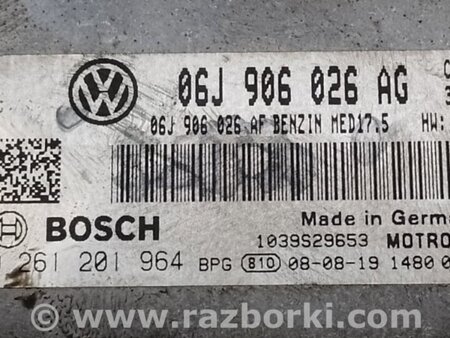 06J 906 026 AG
06J 906 026 AF BENZIN MED17.5 HW:
BOSCH
Made in Germa
1039S29653 MOTRO
261 201 964 BPG 810 08-08-19 1480
www.razborki.com